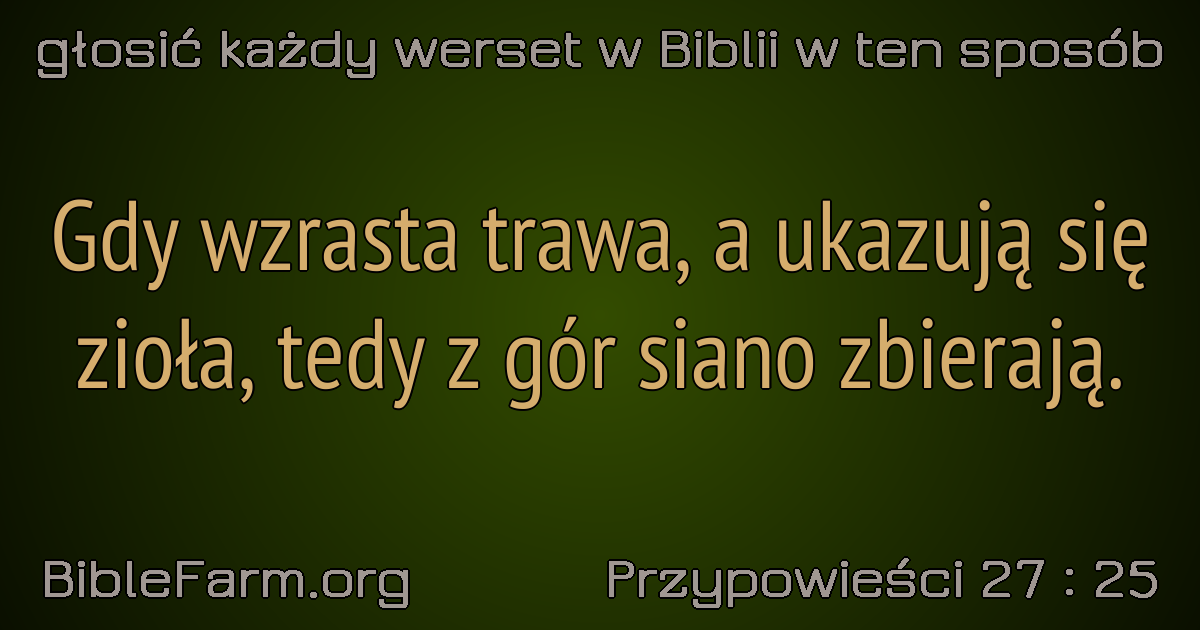 głosić każdy werset w Biblii w ten sposób
Gdy wzrasta trawa, a ukazują się
zioła, tedy z gór siano zbierają.
BibleFarm.org
Przypowieści 27 : 25